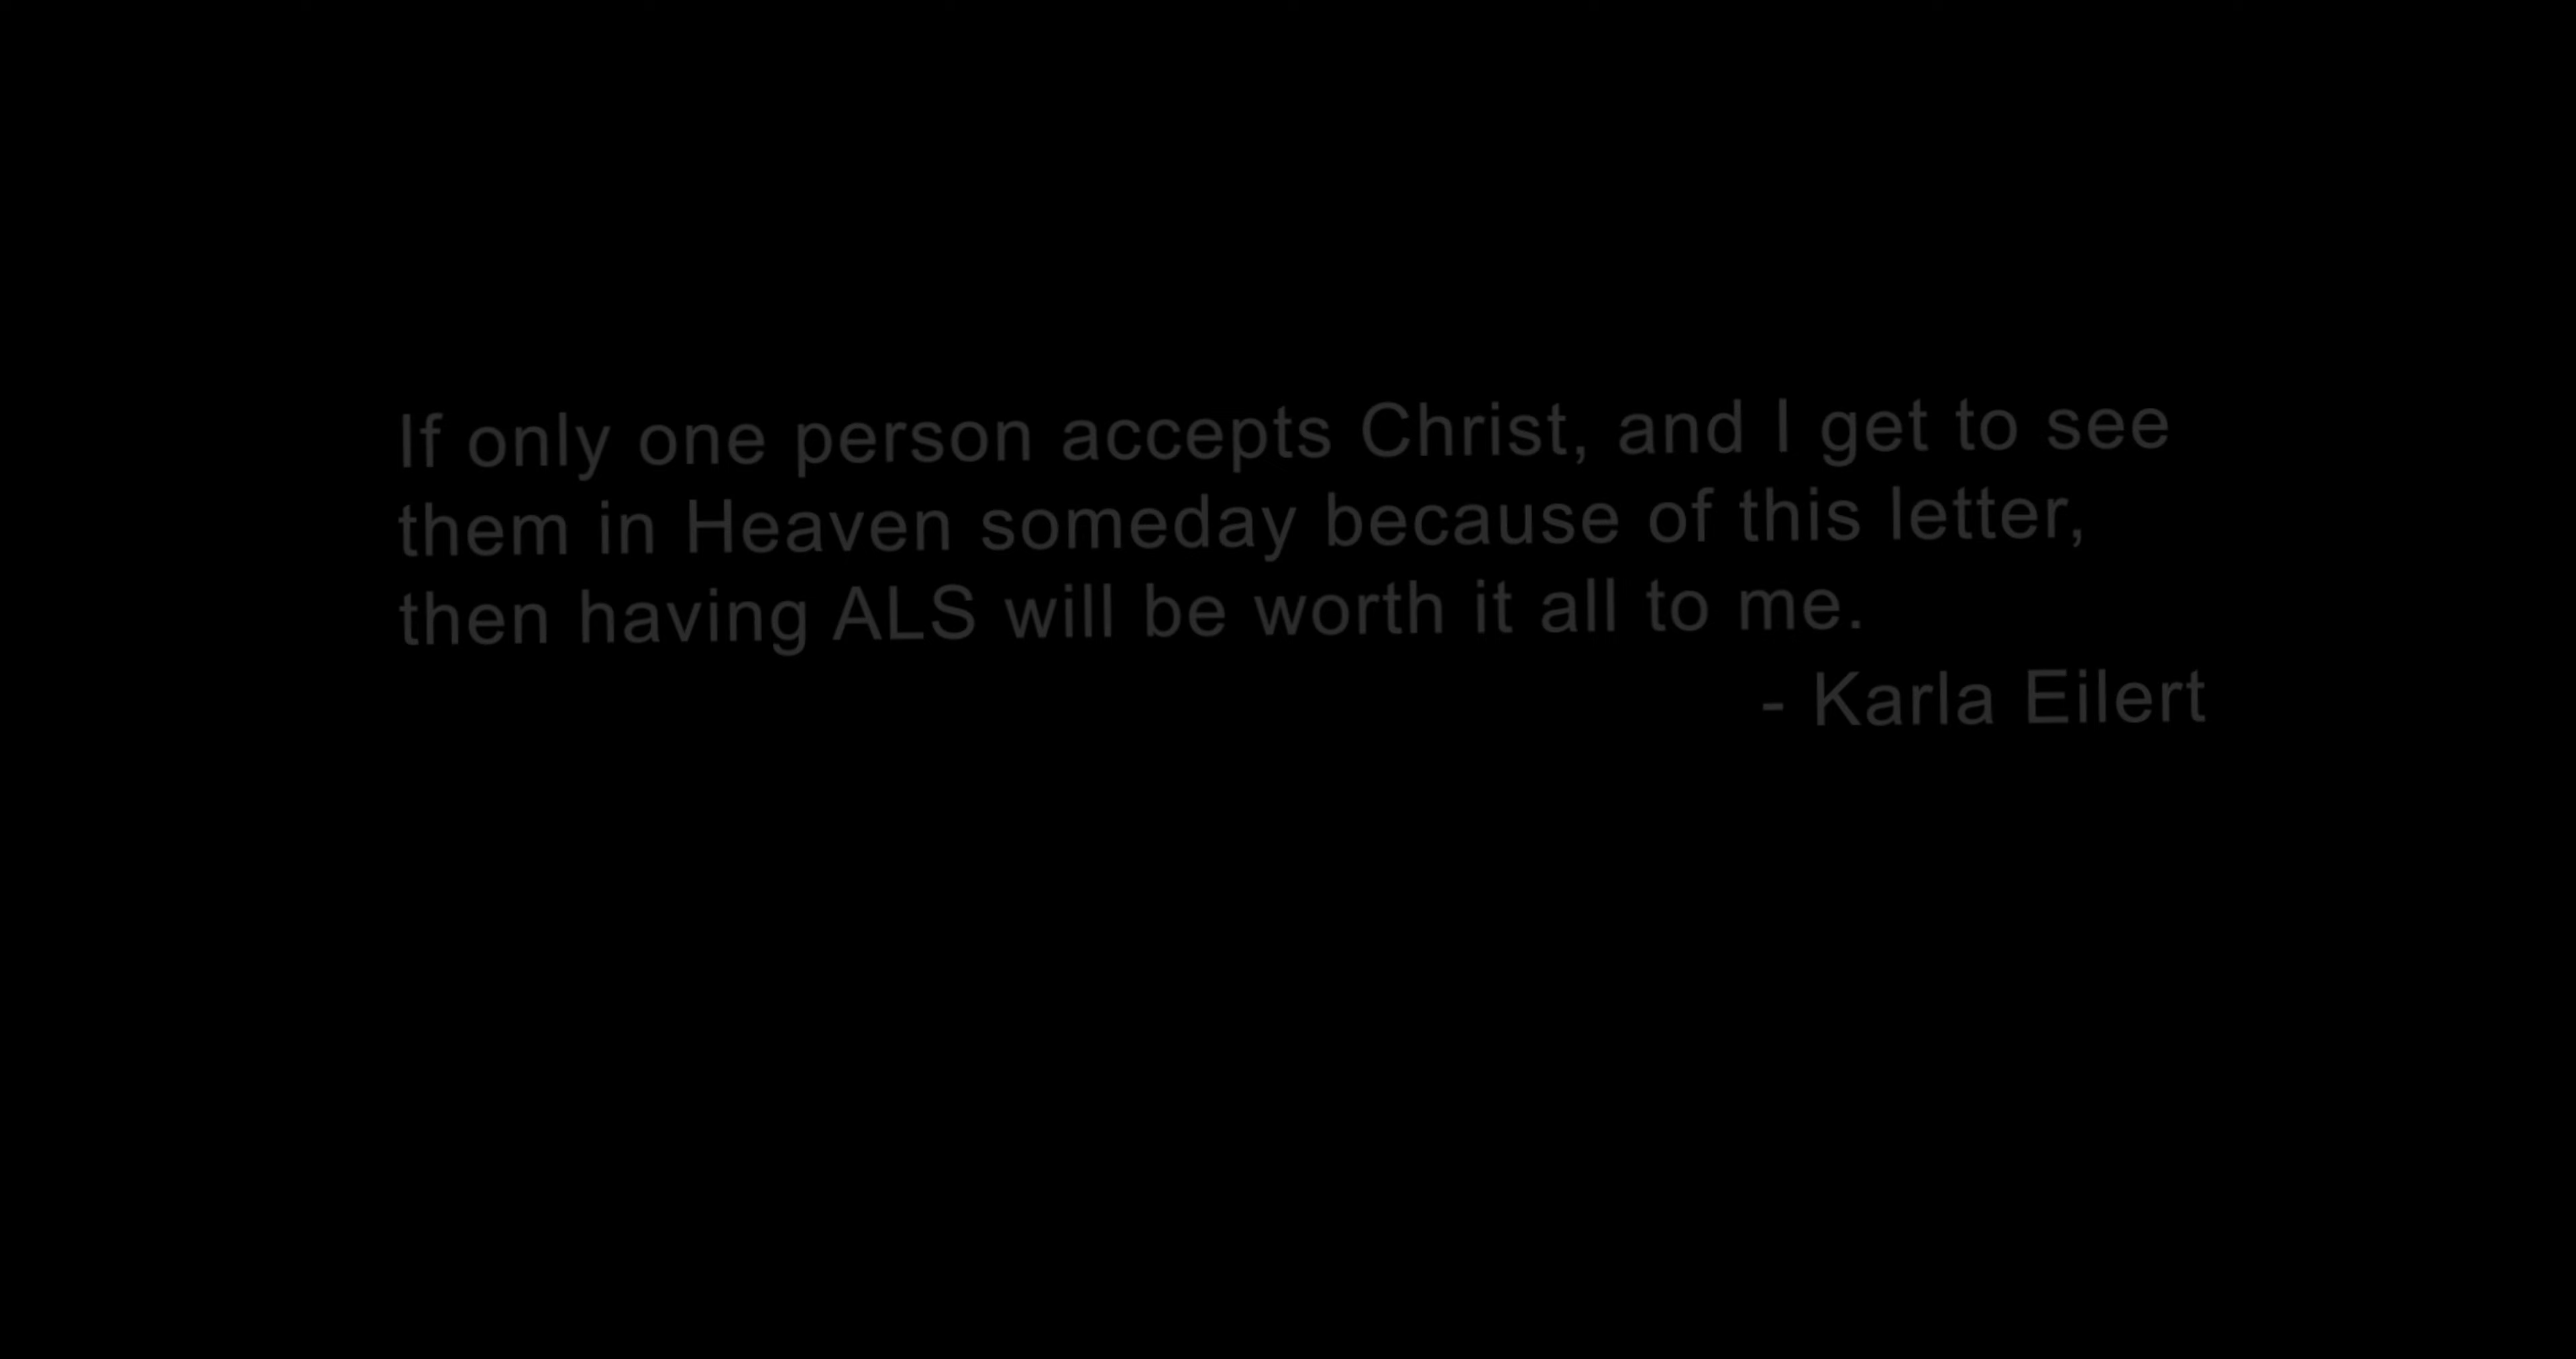 If only one person accepts Christ, and I get to see
them in Heaven someday because of this letter,
then having ALS will be worth it all to me.
- Karla Eilert